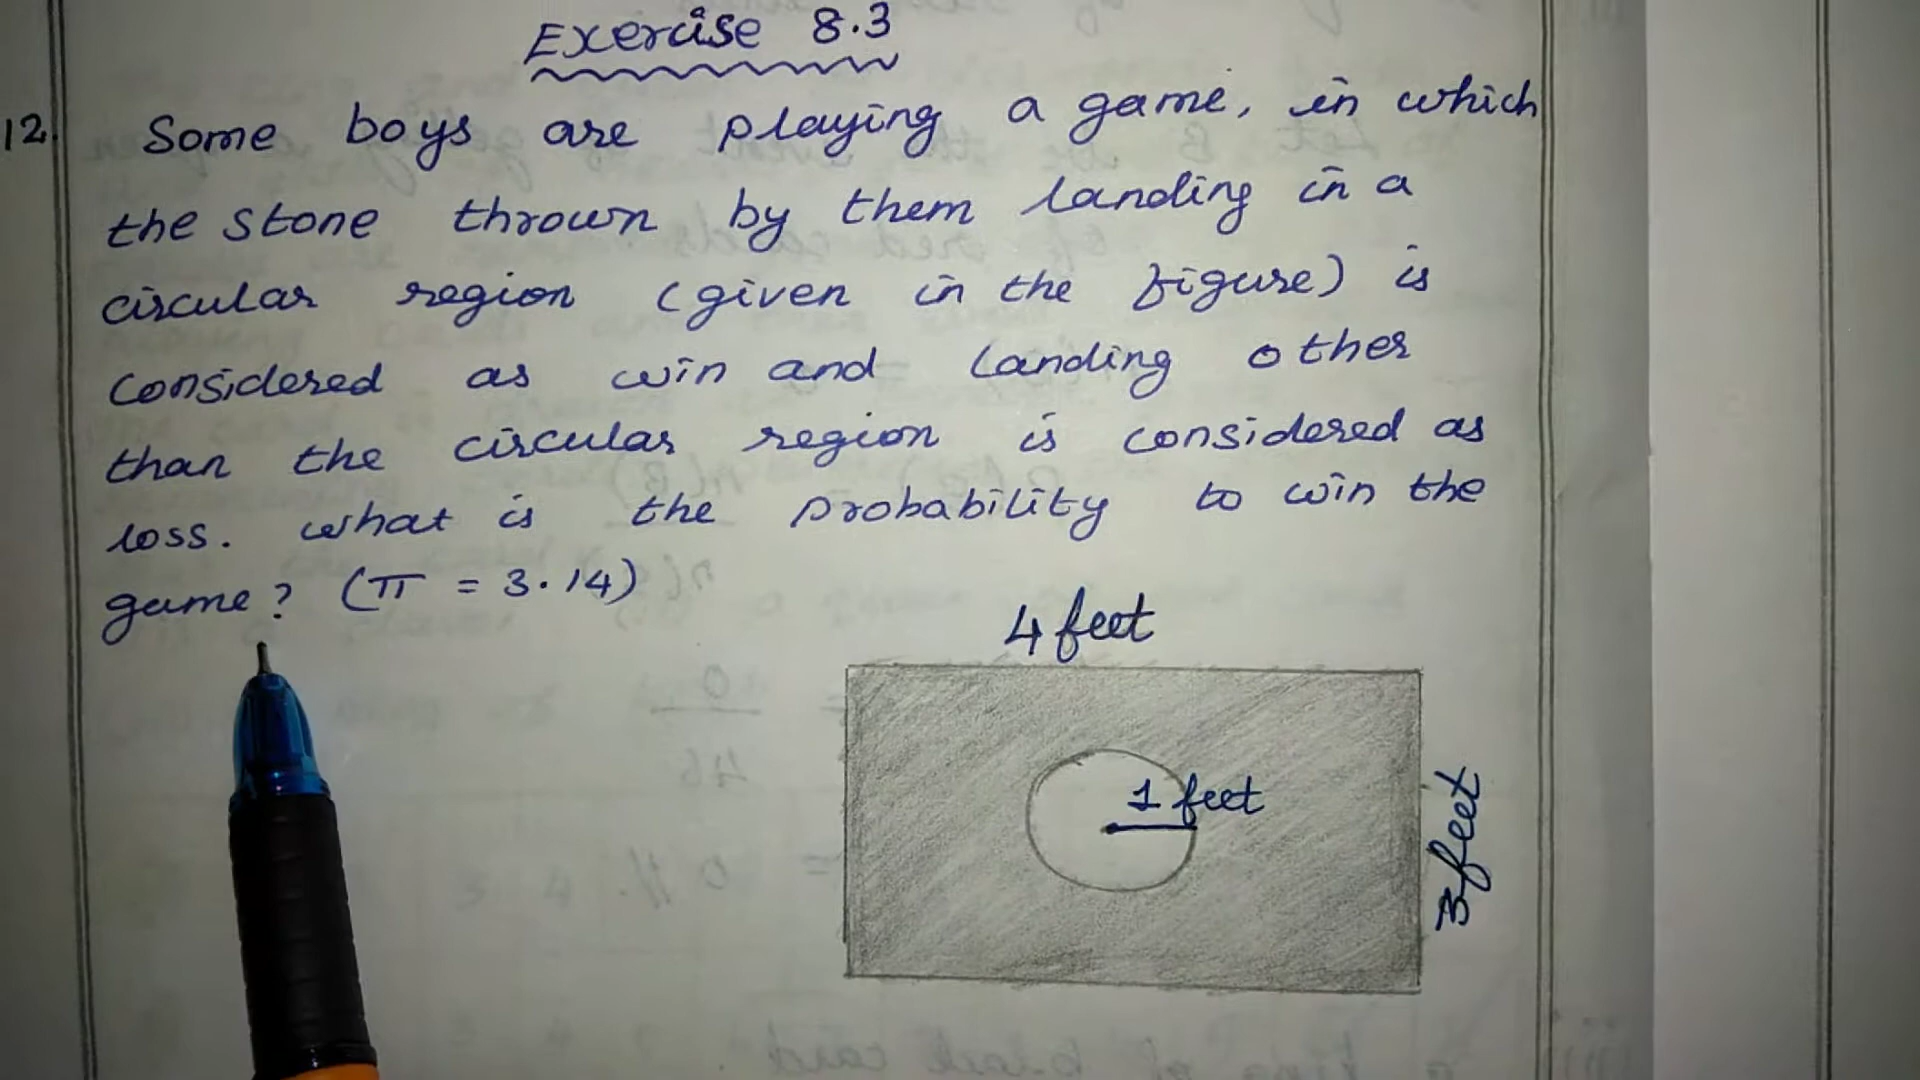 Exercise 8.3
12. Some boys are playing a game, in which
the stone thrown by them landing in a
circular region (given in the figure) is
considered as win and landing other
than the circular region is considered as
loss. what is the probability to win the
game? (π = 3.14)
4 feet
1 feet
3 feet